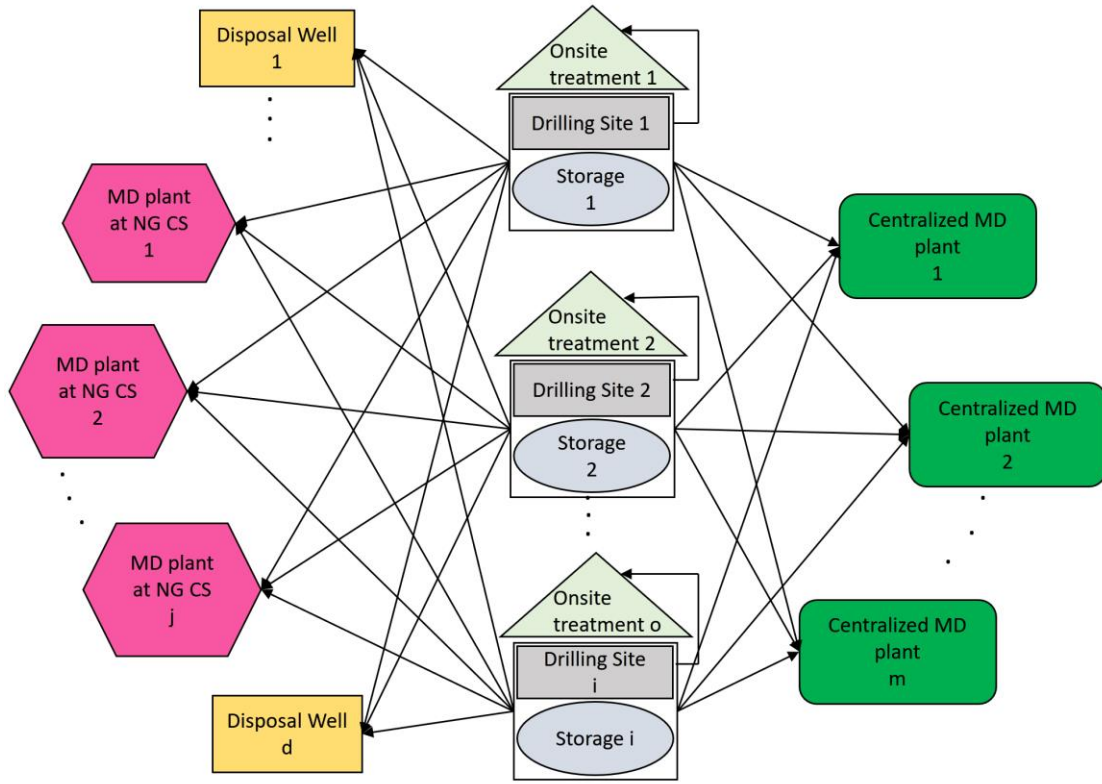 Disposal Well
1
MD plant
at NG CS
1
MD plant
at NG CS
2
MD plant
at NG CS
j
Disposal Well
d
Onsite
treatment 1
Drilling Site 1
Storage
1
Onsite
treatment 2
Drilling Site 2
Storage
2
Onsite
treatment o
Drilling Site
i
Storage i
Centralized MD
plant
1
Centralized MD
plant
2
Centralized MD
plant
m